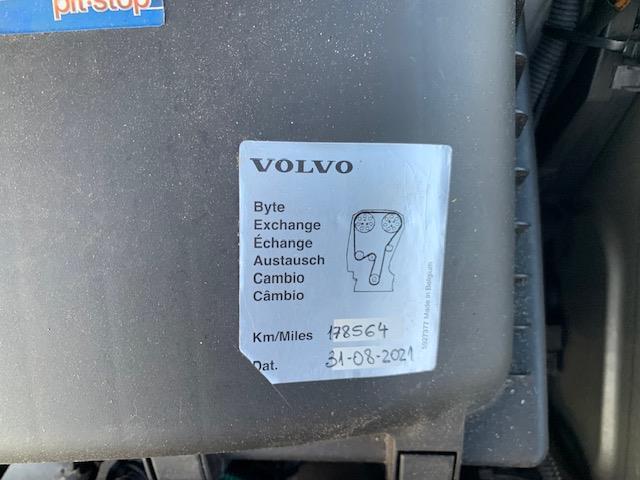 pit-stop
VOLVO
Byte
Exchange
Échange
Austausch
Cambio
Câmbio
Km/Miles 178564
Dat. 31-08-2021
1327377 Made in Belgium